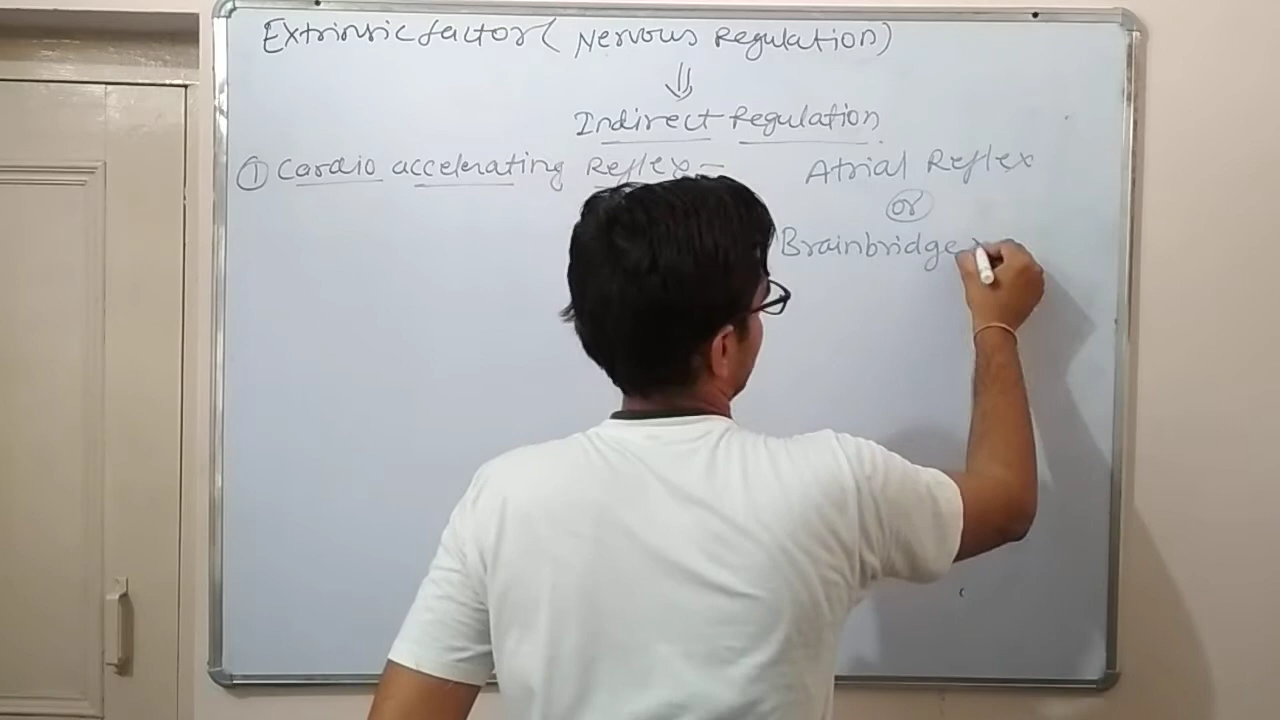 Extrinsic factor ( Nervous Regulation)
⇓
Indirect Regulation
① Cardio accelerating Reflex – Atrial Reflex
or
Brainbridge